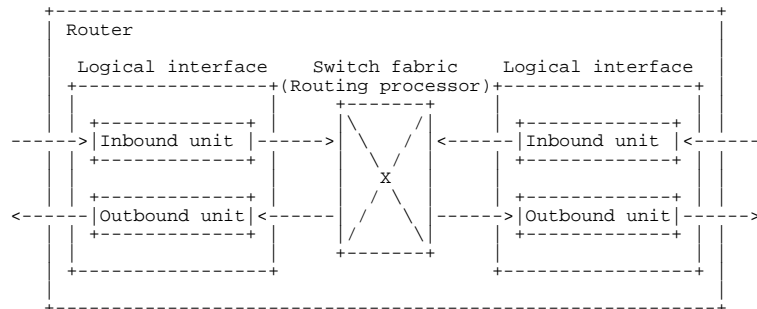 Router
Logical interface Switch fabric Logical interface
(Routing processor)
Inbound unit Inbound unit
X
Outbound unit Outbound unit